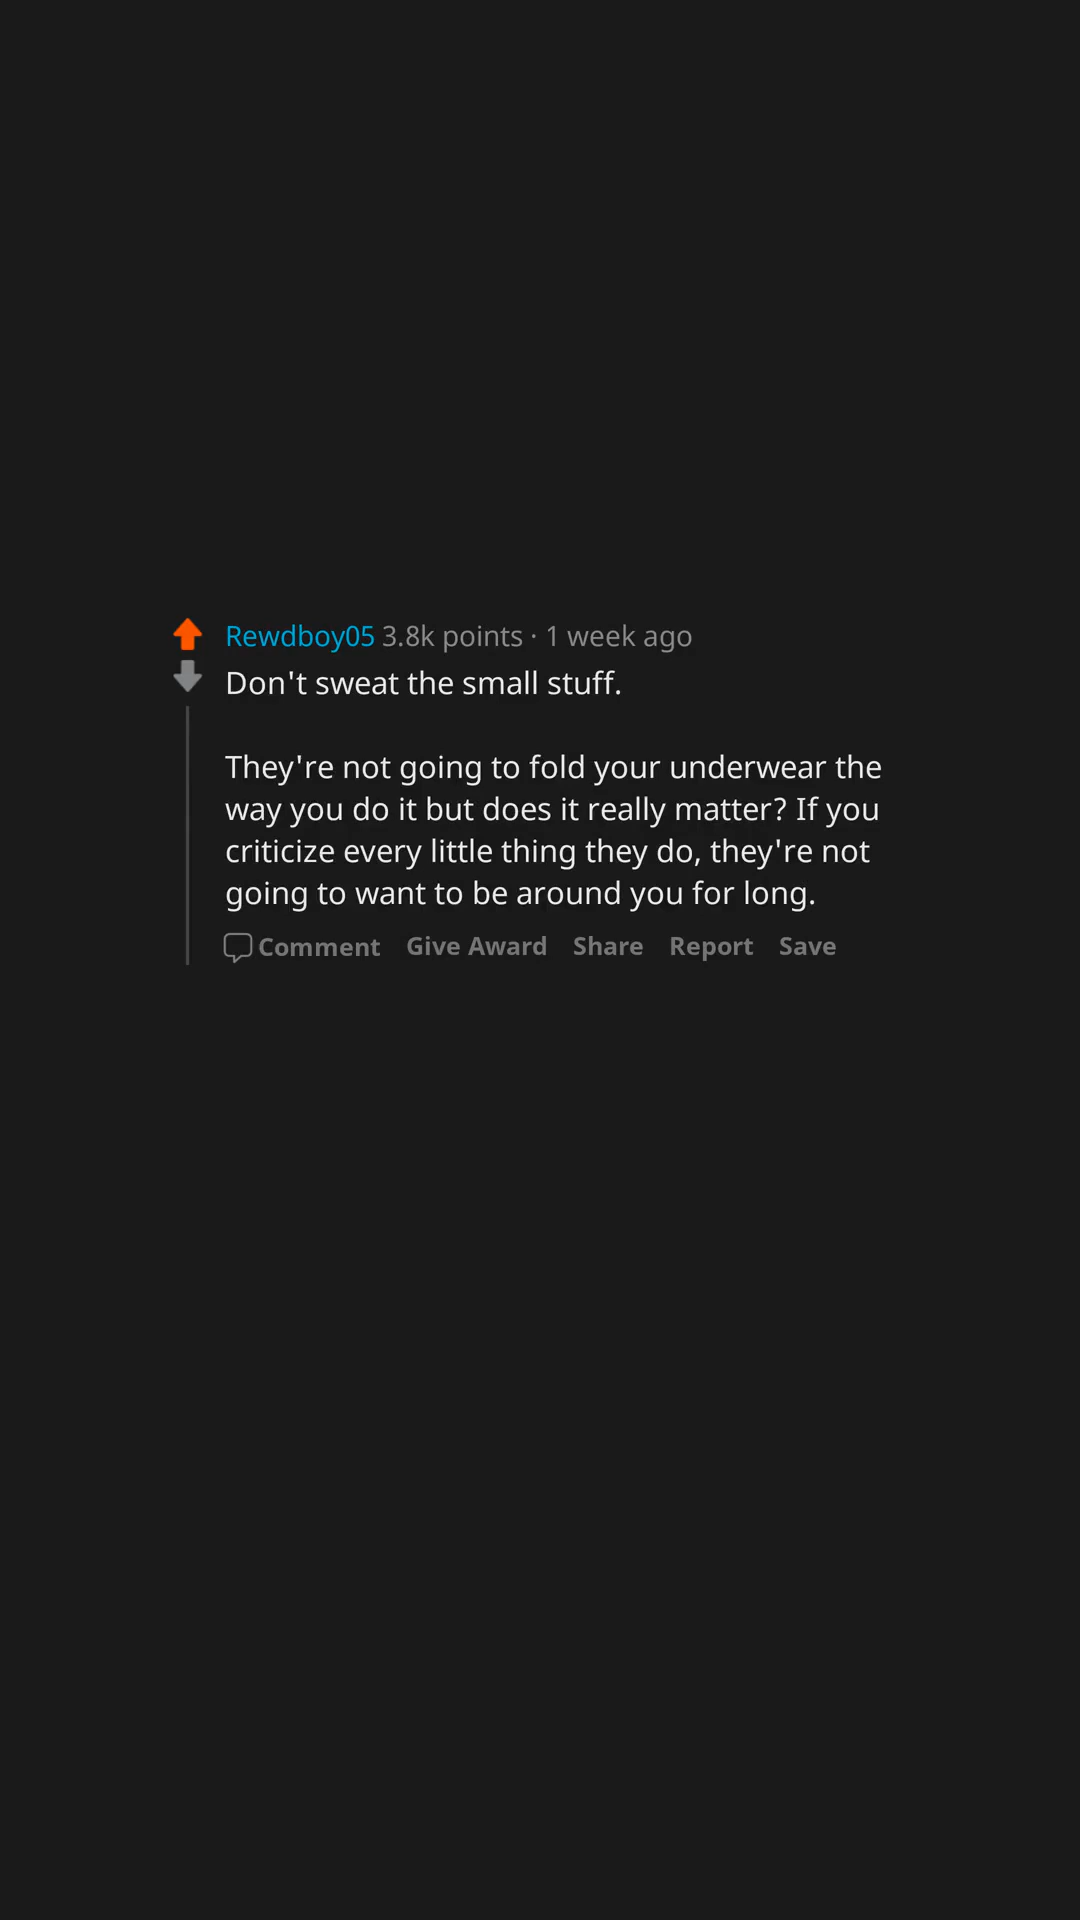 Rewdboy05 3.8k points · 1 week ago
Don't sweat the small stuff.
They're not going to fold your underwear the
way you do it but does it really matter? If you
criticize every little thing they do, they're not
going to want to be around you for long.
Comment Give Award Share Report Save